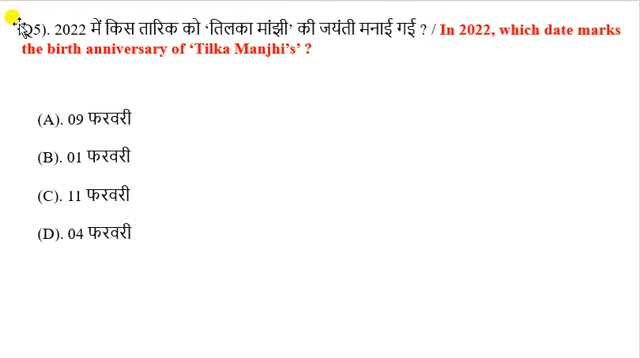 Q5). 2022 में किस तारिक को ‘तिलका मांझी’ की जयंती मनाई गई ? / In 2022, which date marks
the birth anniversary of ‘Tilka Manjhi’s’ ?
(A). 09 फरवरी
(B). 01 फरवरी
(C). 11 फरवरी
(D). 04 फरवरी